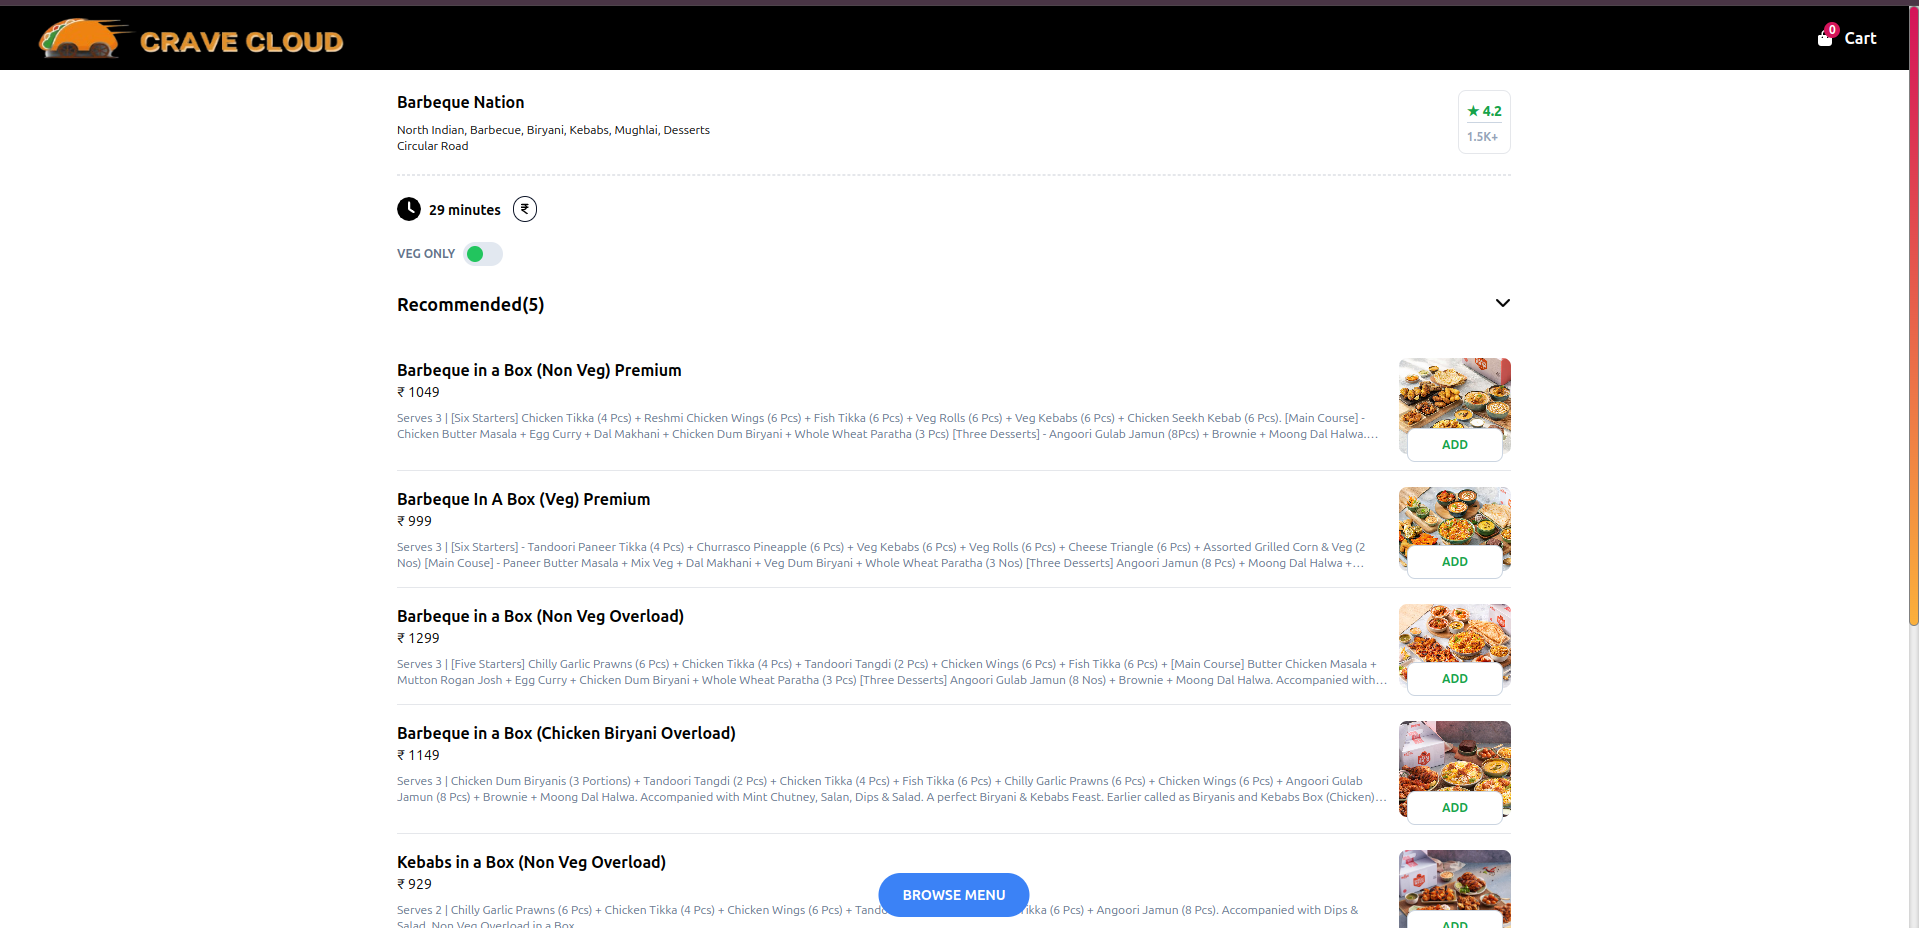 CRAVE CLOUD
0
Cart
Barbeque Nation
★ 4.2
North Indian, Barbecue, Biryani, Kebabs, Mughlai, Desserts
1.5K+
Circular Road
29 minutes ₹
VEG ONLY
Recommended(5)
Barbeque in a Box (Non Veg) Premium
₹ 1049
Serves 3 | [Six Starters] Chicken Tikka (4 Pcs) + Reshmi Chicken Wings (6 Pcs) + Fish Tikka (6 Pcs) + Veg Rolls (6 Pcs) + Veg Kebabs (6 Pcs) + Chicken Seekh Kebab (6 Pcs). [Main Course] -
Chicken Butter Masala + Egg Curry + Dal Makhani + Chicken Dum Biryani + Whole Wheat Paratha (3 Pcs) [Three Desserts] - Angoori Gulab Jamun (8Pcs) + Brownie + Moong Dal Halwa....
ADD
Barbeque In A Box (Veg) Premium
₹ 999
Serves 3 | [Six Starters] - Tandoori Paneer Tikka (4 Pcs) + Churrasco Pineapple (6 Pcs) + Veg Kebabs (6 Pcs) + Veg Rolls (6 Pcs) + Cheese Triangle (6 Pcs) + Assorted Grilled Corn & Veg (2
Nos) [Main Couse] - Paneer Butter Masala + Mix Veg + Dal Makhani + Veg Dum Biryani + Whole Wheat Paratha (3 Nos) [Three Desserts] Angoori Jamun (8 Pcs) + Moong Dal Halwa +...
ADD
Barbeque in a Box (Non Veg Overload)
₹ 1299
Serves 3 | [Five Starters] Chilly Garlic Prawns (6 Pcs) + Chicken Tikka (4 Pcs) + Tandoori Tangdi (2 Pcs) + Chicken Wings (6 Pcs) + Fish Tikka (6 Pcs) + [Main Course] Butter Chicken Masala +
Mutton Rogan Josh + Egg Curry + Chicken Dum Biryani + Whole Wheat Paratha (3 Pcs) [Three Desserts] Angoori Gulab Jamun (8 Nos) + Brownie + Moong Dal Halwa. Accompanied with...
ADD
Barbeque in a Box (Chicken Biryani Overload)
₹ 1149
Serves 3 | Chicken Dum Biryanis (3 Portions) + Tandoori Tangdi (2 Pcs) + Chicken Tikka (4 Pcs) + Fish Tikka (6 Pcs) + Chilly Garlic Prawns (6 Pcs) + Chicken Wings (6 Pcs) + Angoori Gulab
Jamun (8 Pcs) + Brownie + Moong Dal Halwa. Accompanied with Mint Chutney, Salan, Dips & Salad. A perfect Biryani & Kebabs Feast. Earlier called as Biryanis and Kebabs Box (Chicken)...
ADD
Kebabs in a Box (Non Veg Overload)
₹ 929
BROWSE MENU
Serves 2 | Chilly Garlic Prawns (6 Pcs) + Chicken Tikka (4 Pcs) + Chicken Wings (6 Pcs) + (6 Pcs) + Angoori Jamun (8 Pcs). Accompanied with Dips &
Salad. Non Veg Overload in a Box
ADD